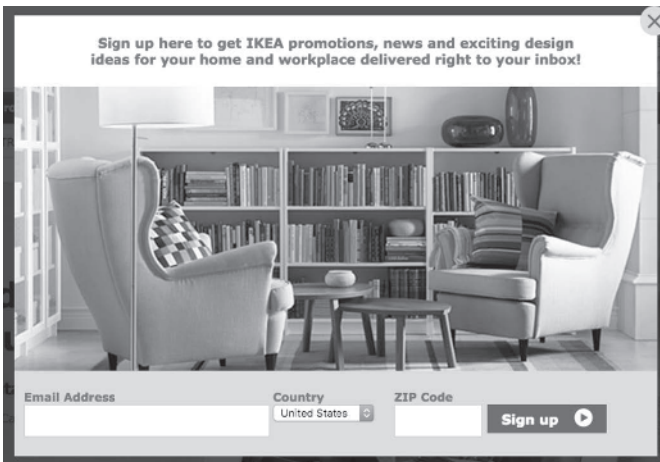 Sign up here to get IKEA promotions, news and exciting design
ideas for your home and workplace delivered right to your inbox!
Email Address
Country
ZIP Code
United States
Sign up